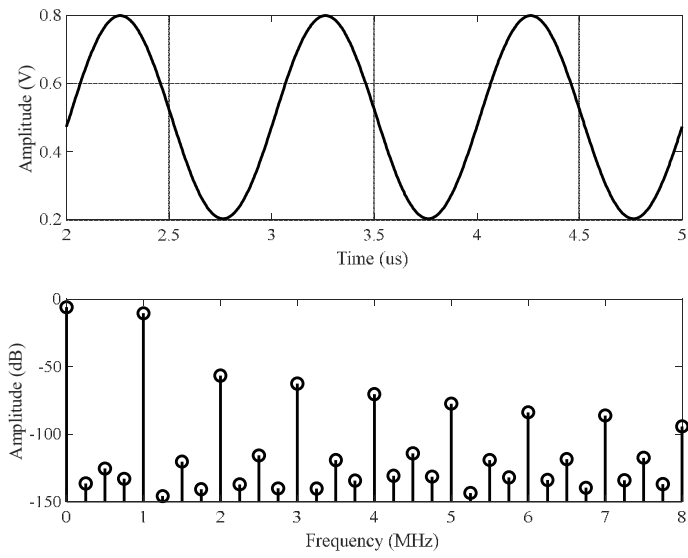 0.8
0.6
0.4
0.2
Amplitude (V)
2 2.5 3 3.5 4 4.5 5
Time (us)
0
-50
-100
-150
Amplitude (dB)
0 1 2 3 4 5 6 7 8
Frequency (MHz)